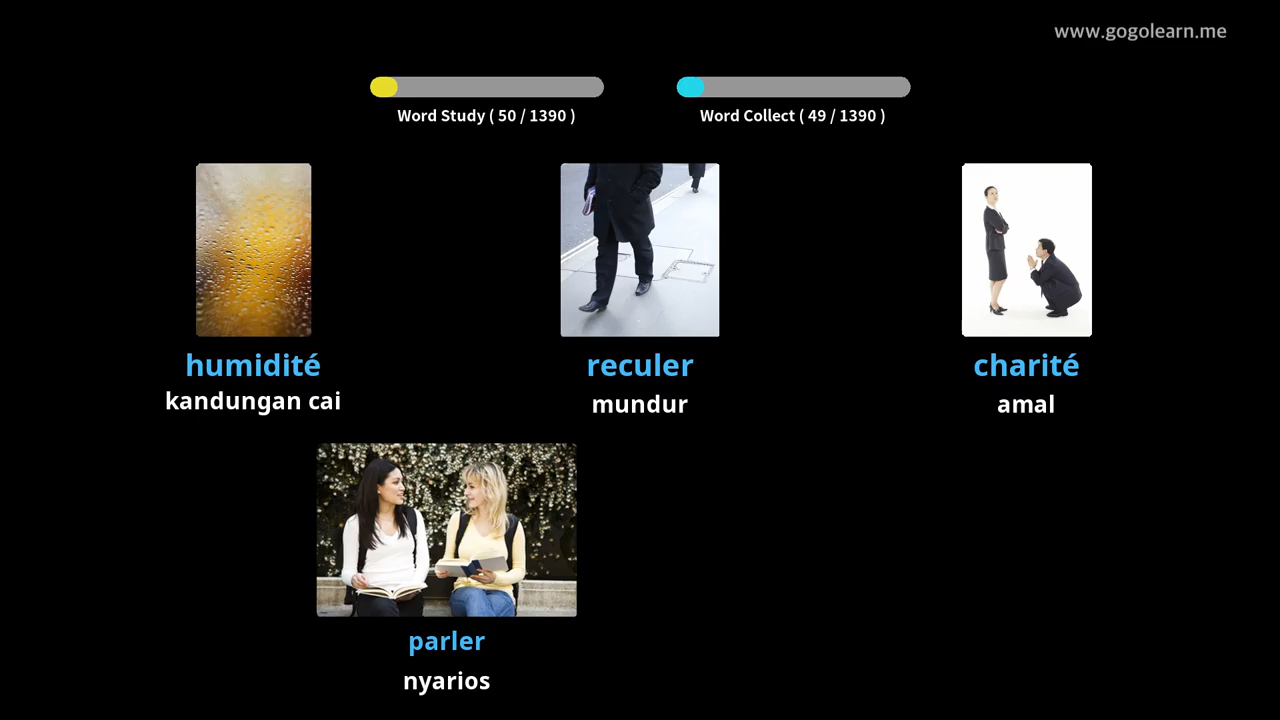 www.gogolearn.me
Word Study ( 50 / 1390 )
Word Collect ( 49 / 1390 )
humidité
kandungan cai
reculer
mundur
charité
amal
parler
nyarios